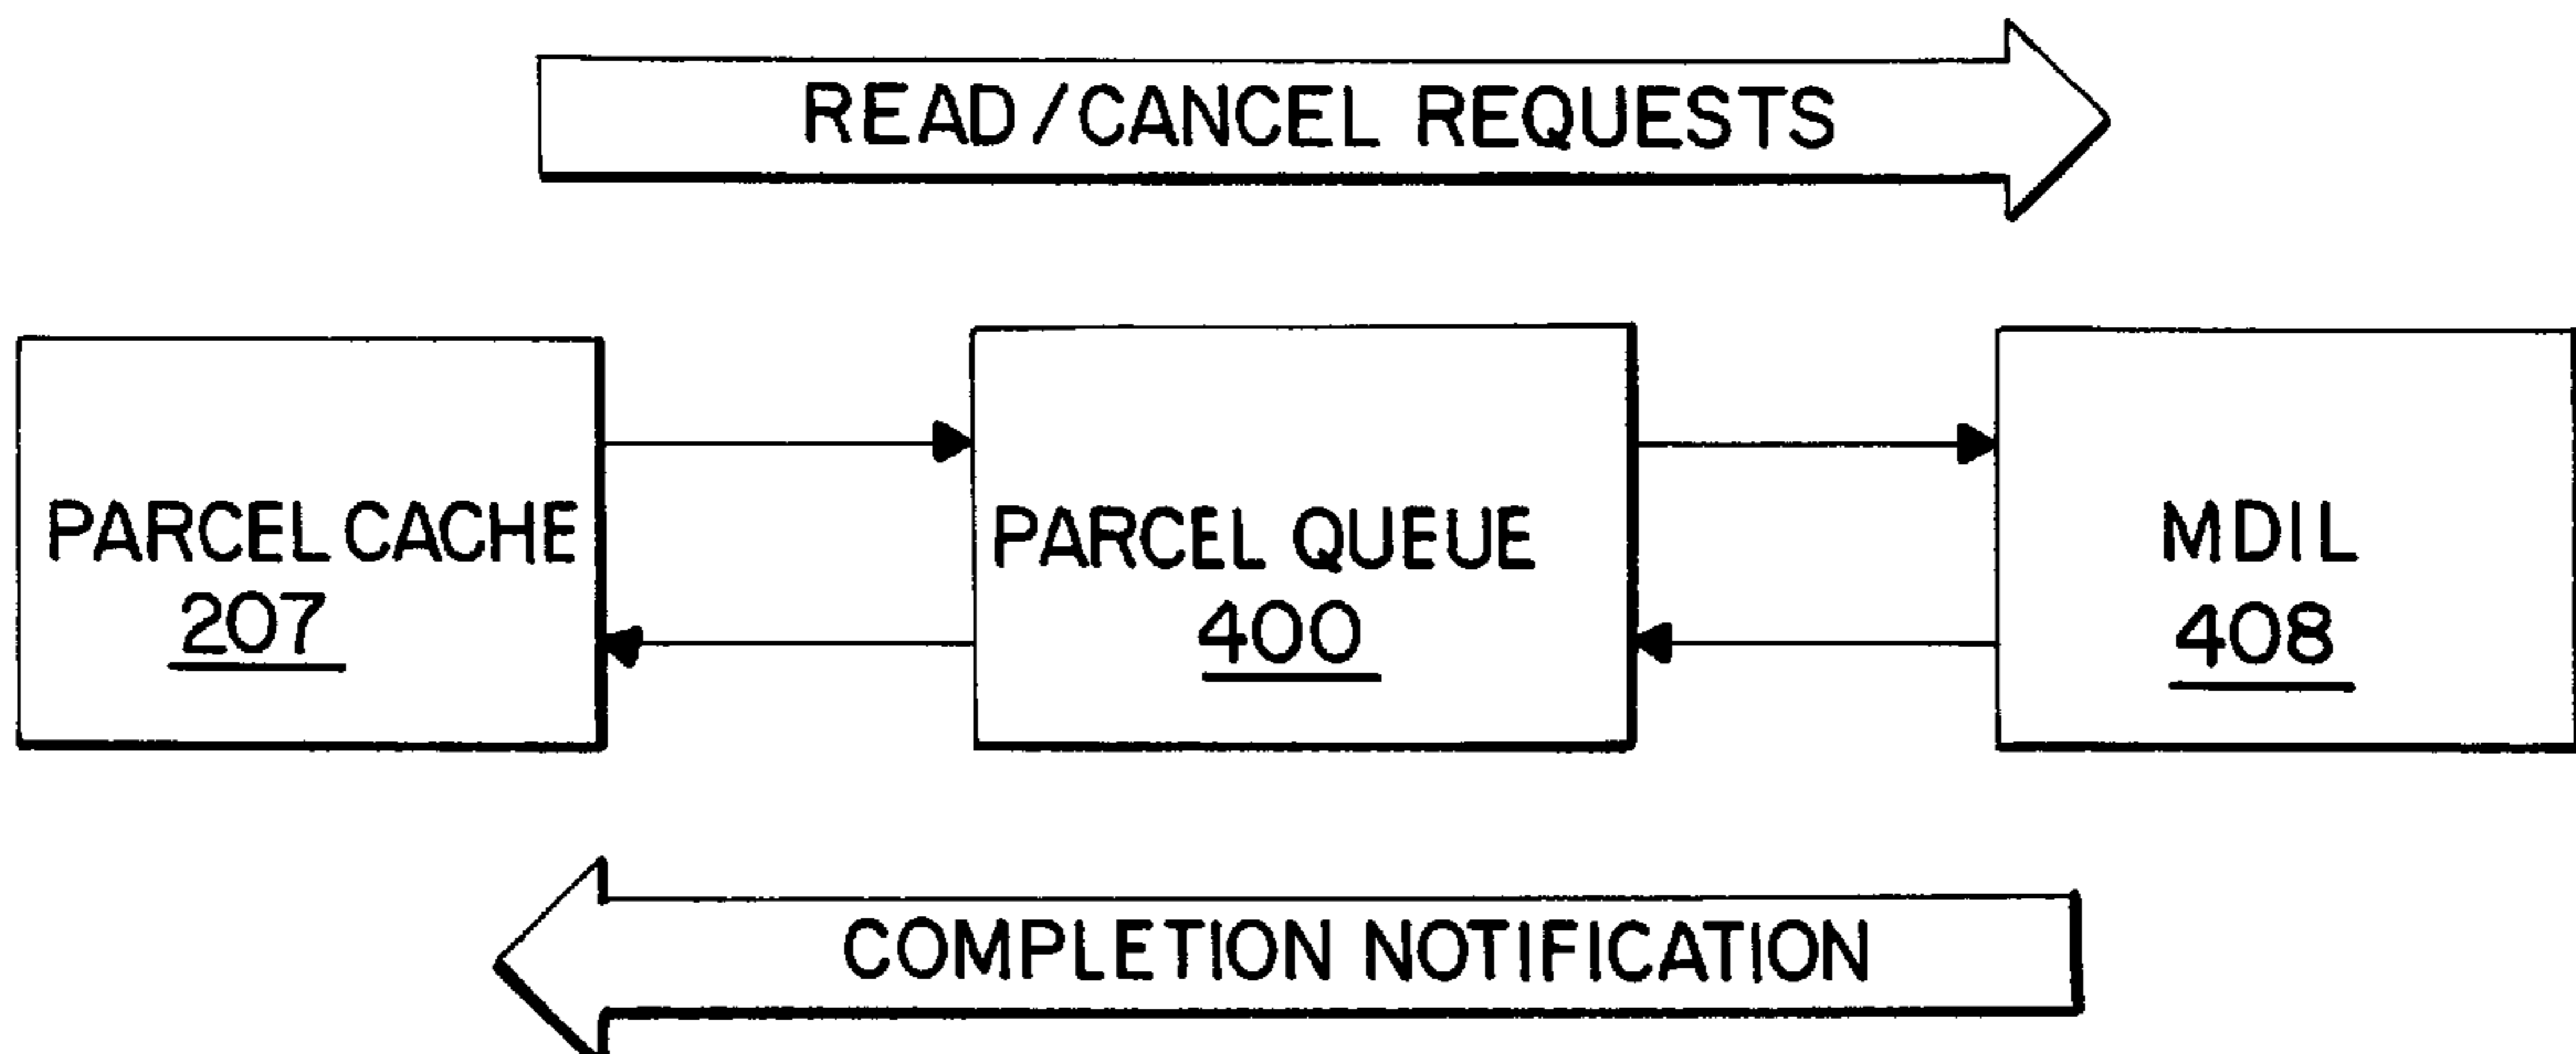 READ/CANCEL REQUESTS
PARCEL CACHE
207
PARCEL QUEUE
400
MDIL
408
COMPLETION NOTIFICATION